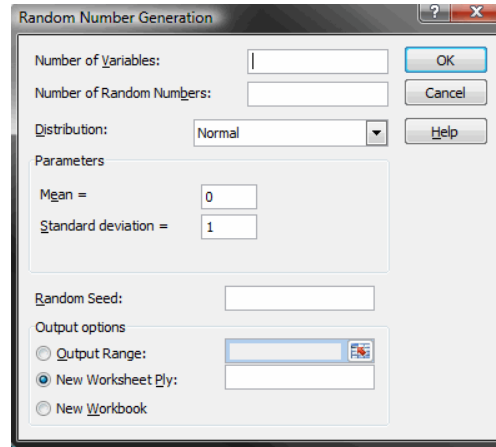 Random Number Generation
? X
Number of Variables:
OK
Number of Random Numbers:
Cancel
Distribution:
Normal
Help
Parameters
Mean =
0
Standard deviation =
1
Random Seed:
Output options
Output Range:
New Worksheet Ply:
New Workbook